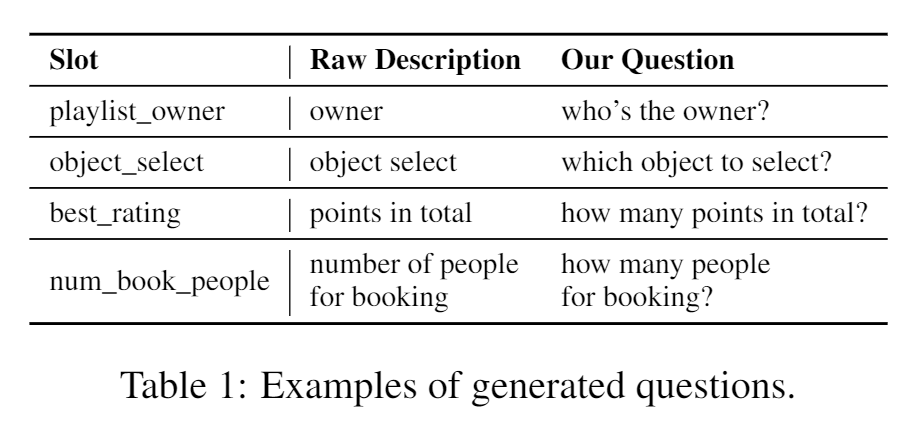 Slot Raw Description Our Question
playlist_owner owner who's the owner?
object_select object select which object to select?
best_rating points in total how many points in total?
num_book_people number of people for booking how many people for booking?
Table 1: Examples of generated questions.